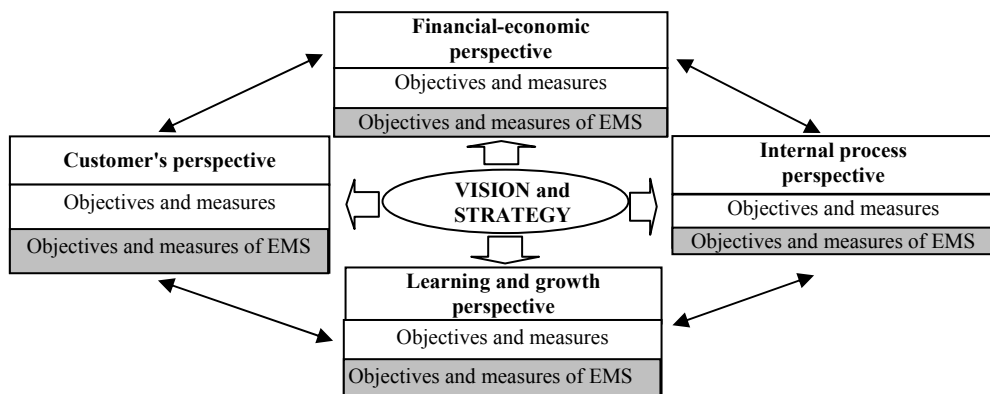 Financial-economic
perspective
Objectives and measures
Objectives and measures of EMS
Customer's perspective
Objectives and measures
Objectives and measures of EMS
VISION and
STRATEGY
Internal process
perspective
Objectives and measures
Objectives and measures of EMS
Learning and growth
perspective
Objectives and measures
Objectives and measures of EMS